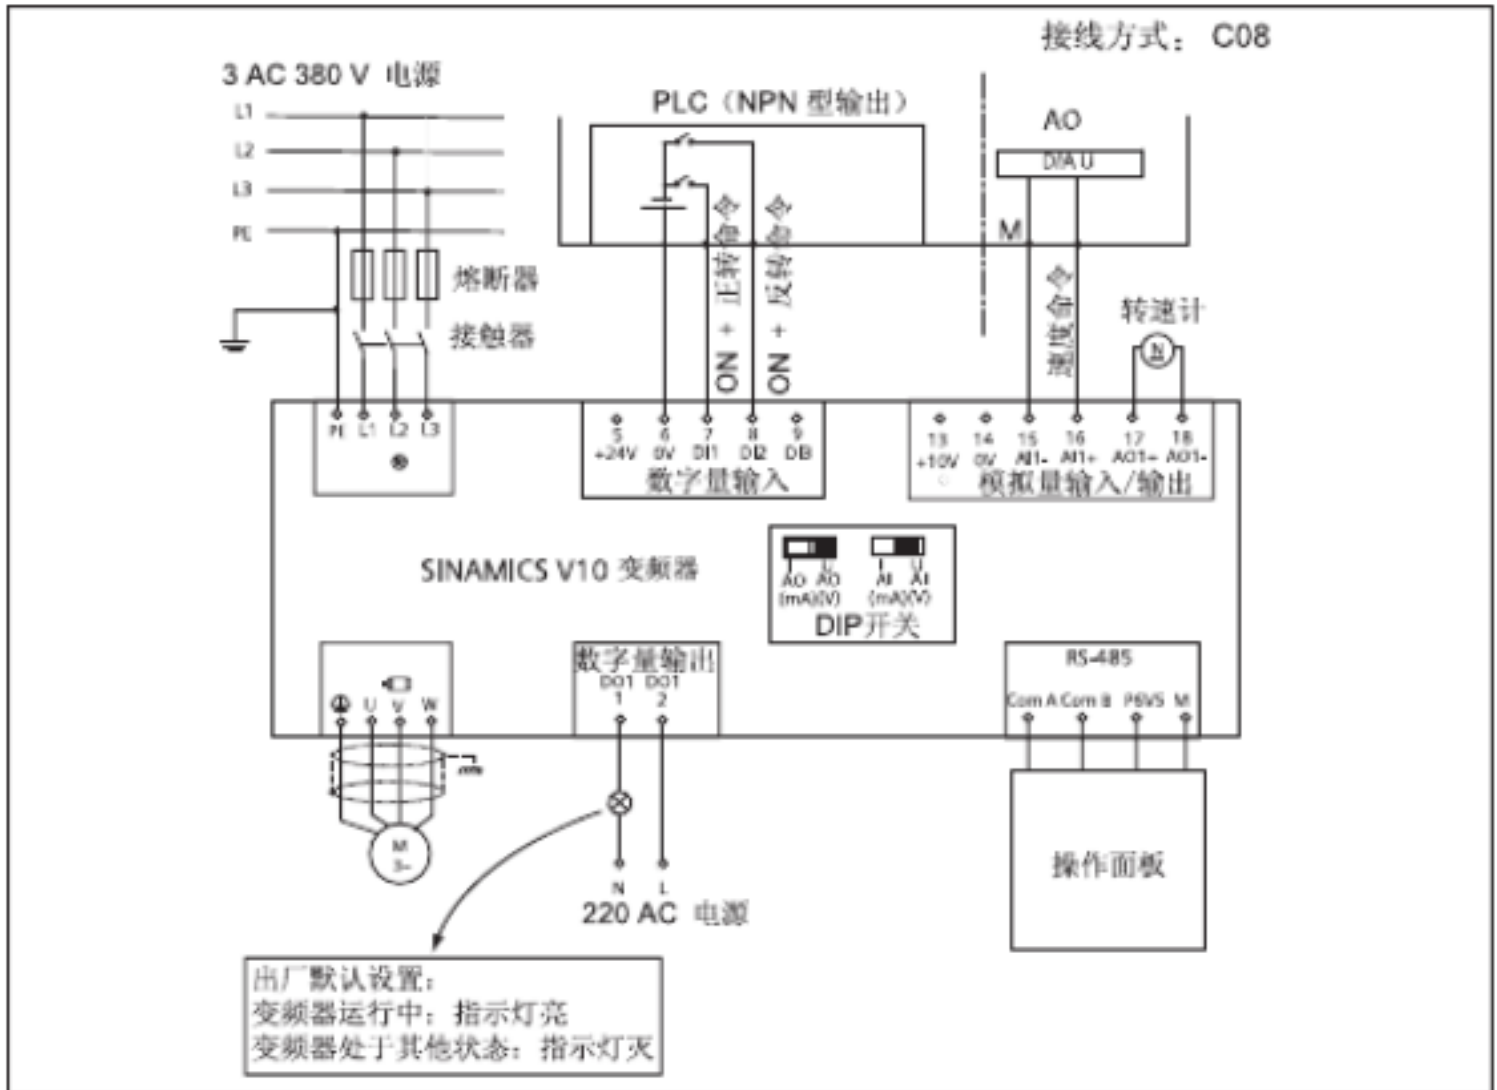 接线方式： C08
3 AC 380 V 电源
PLC（NPN 型输出）
AO
L1
D/A U
L2
L3
PE
M
ON + 正转命令
ON + 反转命令
速度命令
熔断器
转速计
接触器
N
PE L1 L2 L3
5 6 7 8 9
+24V 0V DI1 DI2 DI3
数字量输入
13 14 15 16 17 18
+10V 0V AI1- AI1+ AO1+ AO1-
模拟量输入/输出
SINAMICS V10 变频器
I U I U
AO AO AI AI
(mA)(V) (mA)(V)
DIP开关
数字量输出
DO1 DO1
1 2
RS-485
U V W
Com A Com B P6V5 M
M
3~
操作面板
N L
220 AC 电源
出厂默认设置：
变频器运行中：指示灯亮
变频器处于其他状态：指示灯灭